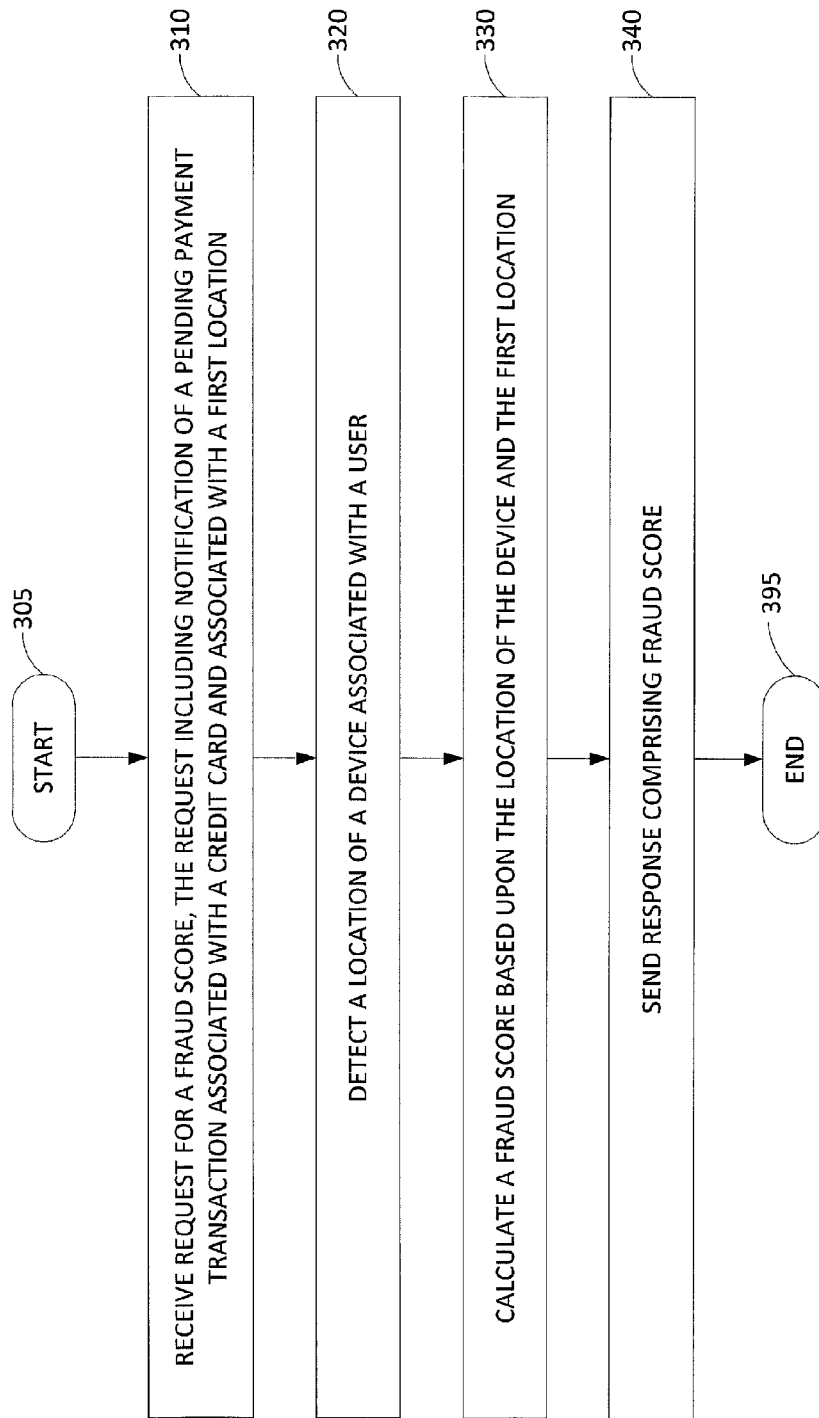 START
305
RECEIVE REQUEST FOR A FRAUD SCORE, THE REQUEST INCLUDING NOTIFICATION OF A PENDING PAYMENT
TRANSACTION ASSOCIATED WITH A CREDIT CARD AND ASSOCIATED WITH A FIRST LOCATION
310
DETECT A LOCATION OF A DEVICE ASSOCIATED WITH A USER
320
CALCULATE A FRAUD SCORE BASED UPON THE LOCATION OF THE DEVICE AND THE FIRST LOCATION
330
SEND RESPONSE COMPRISING FRAUD SCORE
340
END
395